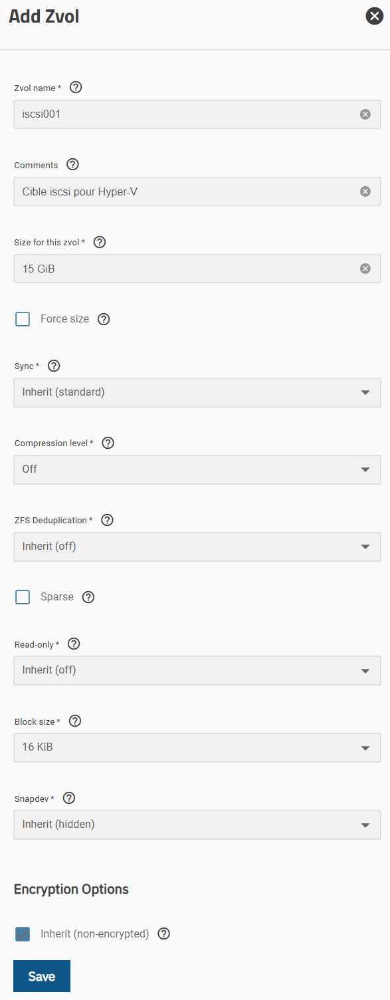 Add Zvol
Zvol name *
iscsi001
Comments
Cible iscsi pour Hyper-V
Size for this zvol *
15 GiB
Force size
Sync *
Inherit (standard)
Compression level *
Off
ZFS Deduplication *
Inherit (off)
Sparse
Read-only *
Inherit (off)
Block size *
16 KiB
Snapdev *
Inherit (hidden)
Encryption Options
Inherit (non-encrypted)
Save